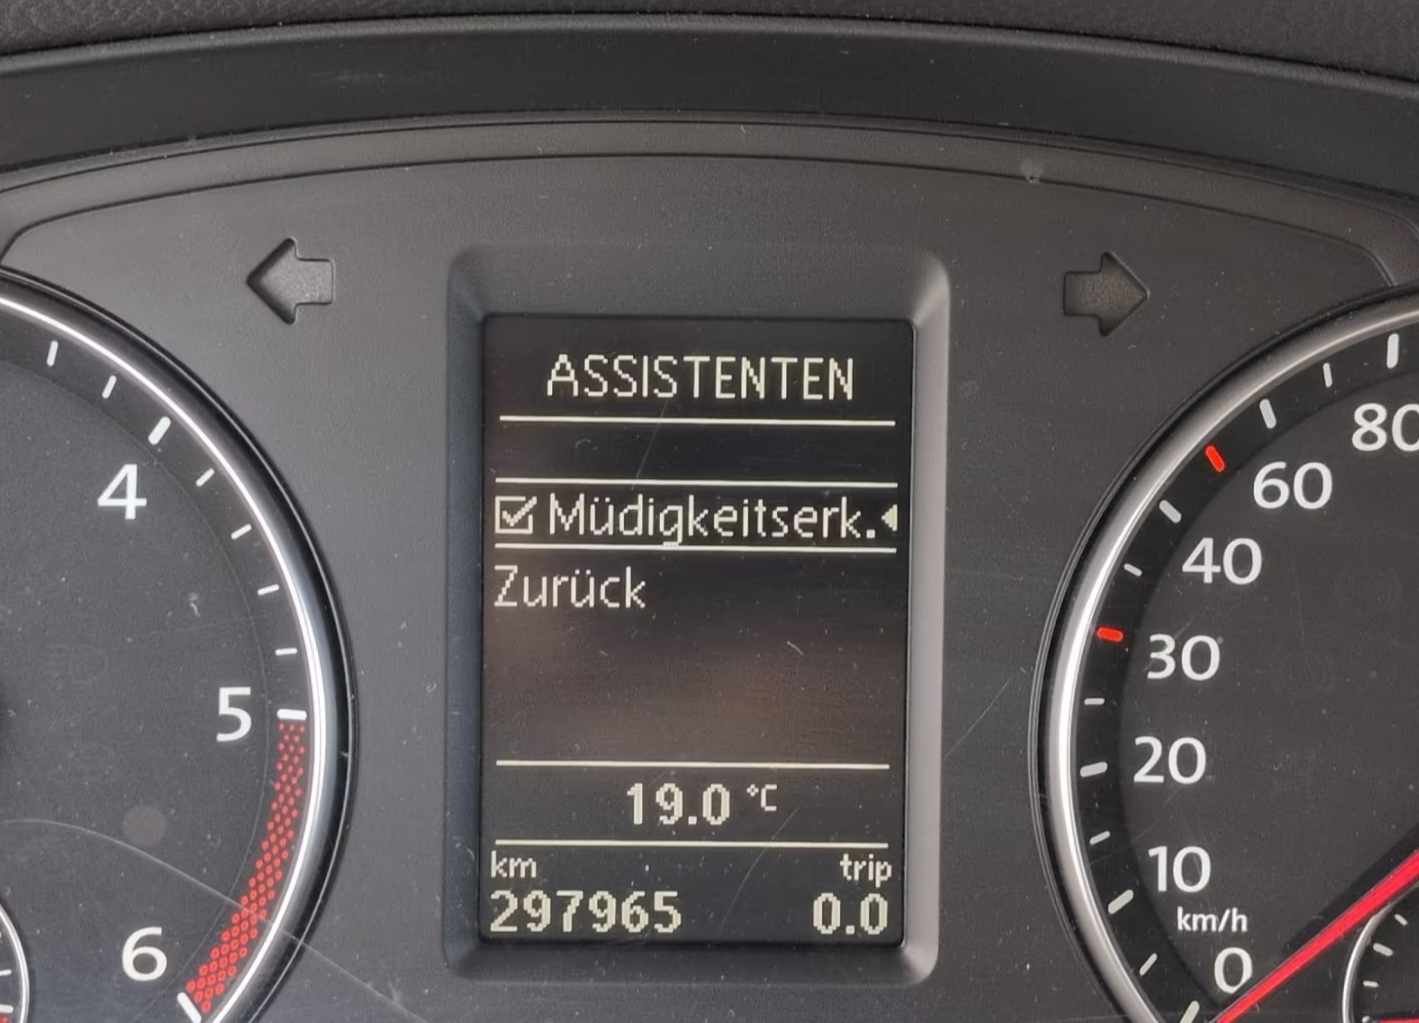 ASSISTENTEN
Müdigkeitserk.
Zurück
19.0 °C
km trip
297965 0.0
4
5
6
80
60
40
30
20
10
km/h
0